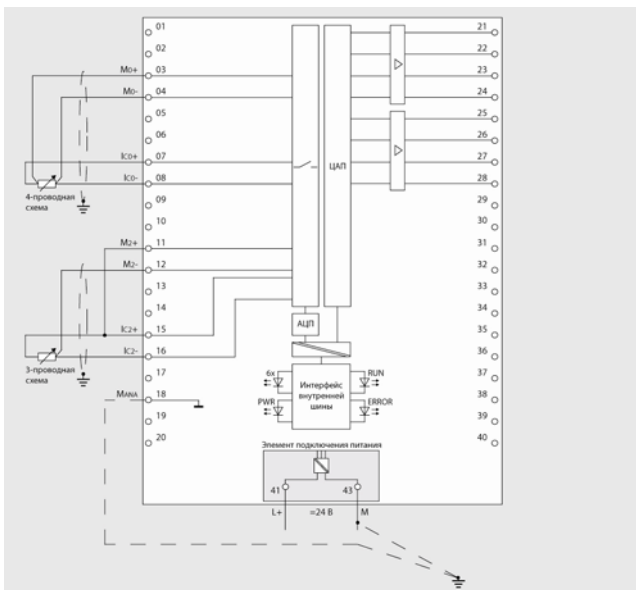 01
02
M0+ 03
M0- 04
05
06
IC0+ 07
IC0- 08
4-проводная
схема
09
10
M2+ 11
M2- 12
13
14
IC2+ 15
IC2- 16
3-проводная
схема
17
MANA 18
19
20
ЦАП
АЦП
6x
RUN
PWR
ERROR
Интерфейс
внутренней
шины
Элемент подключения питания
41
43
L+ =24 В M
21
22
23
24
25
26
27
28
29
30
31
32
33
34
35
36
37
38
39
40